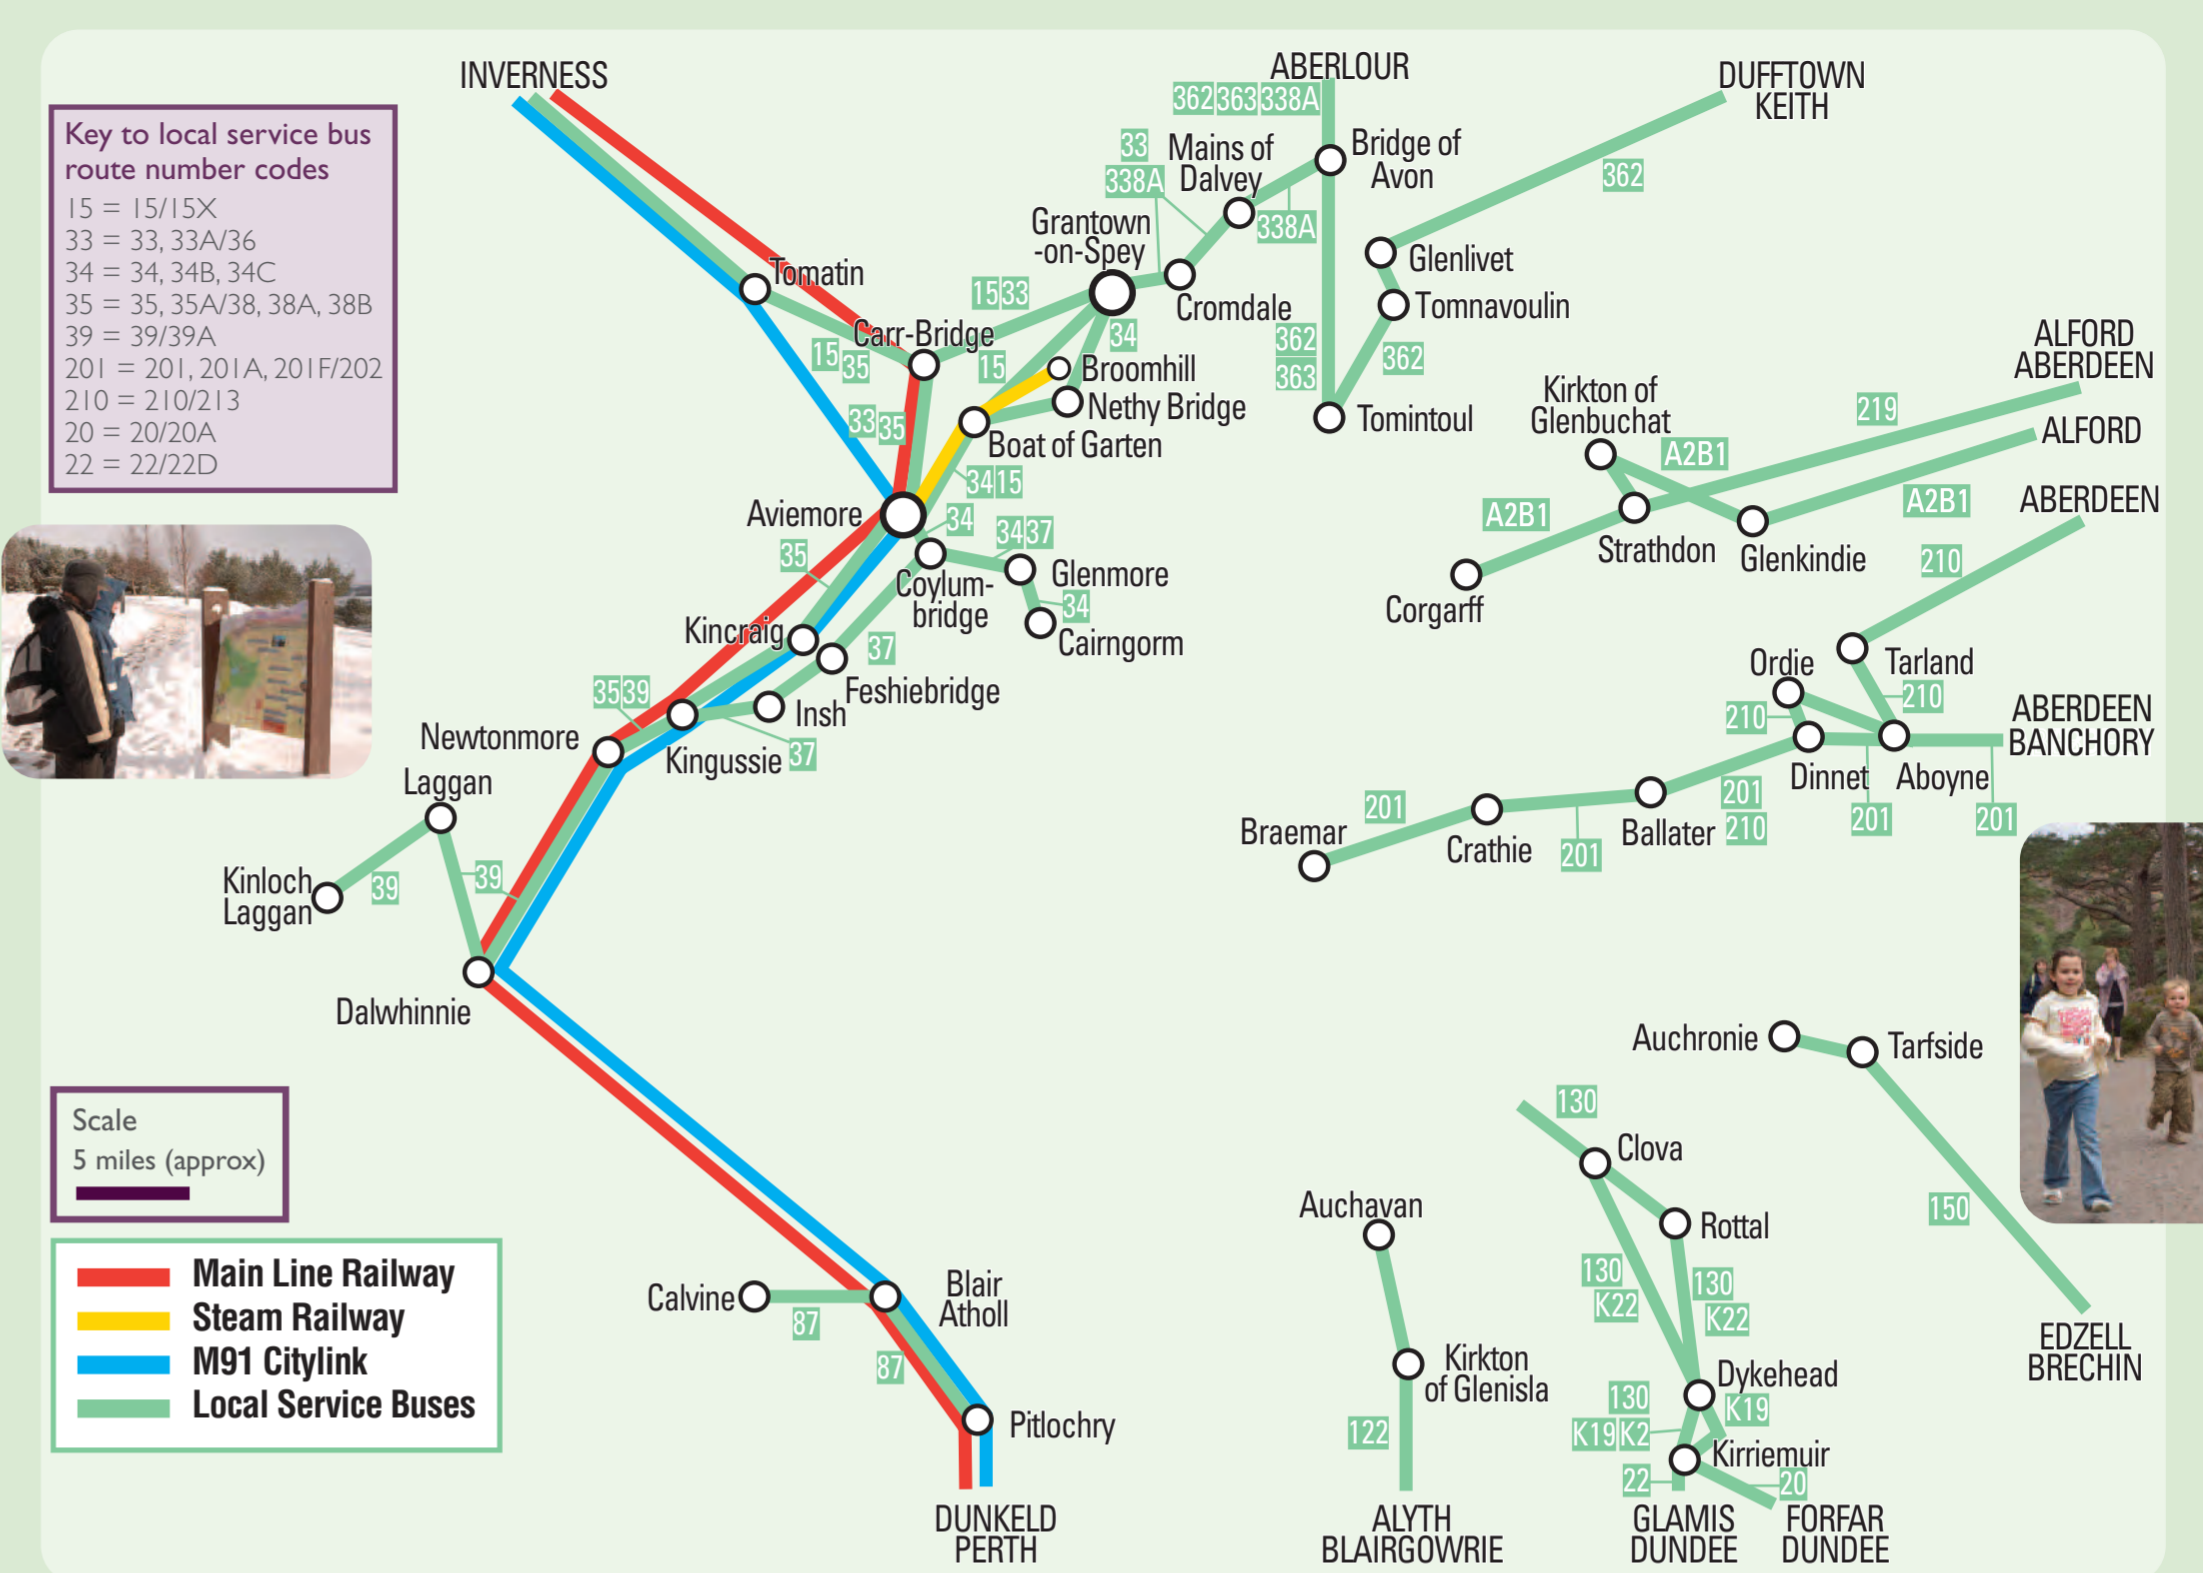 INVERNESS
ABERLOUR
DUFFTOWN
KEITH
Key to local service bus
route number codes
15 = 15/15X
33 = 33, 33A/36
34 = 34, 34B, 34C
35 = 35, 35A/38, 38A, 38B
39 = 39/39A
201 = 201, 201A, 201F/202
210 = 210/213
20 = 20/20A
22 = 22/22D
362 363 338A
33
338A
Mains of
Dalvey
Bridge of
Avon
362
338A
Grantown
-on-Spey
Glenlivet
Tomatin
15 33
Cromdale
Tomnavoulin
Carr-Bridge
34
362
363
362
15
35
15
Broomhill
Nethy Bridge
Tomintoul
33 35
Boat of Garten
34 15
Kirkton of
Glenbuchat
219
ALFORD
ABERDEEN
A2B1
ALFORD
A2B1
A2B1
ABERDEEN
Strathdon
Glenkindie
Corgarff
210
Aviemore
34
34 37
35
Coylum-
bridge
Glenmore
34
Cairngorm
Kincraig
37
Feshiebridge
35 39
Insh
Newtonmore
Kingussie
37
Ordie
Tarland
210
210
ABERDEEN
BANCHORY
Dinnet
Aboyne
Laggan
201
210
201
201
201
Braemar
Crathie
201
Ballater
Kinloch
Laggan
39
39
Dalwhinnie
Auchronie
Tarfside
Scale
5 miles (approx)
130
Clova
Auchavan
Rottal
150
130
K22
130
K22
Main Line Railway
Steam Railway
M91 Citylink
Local Service Buses
Calvine
87
Blair
Atholl
87
Pitlochry
Kirkton
of Glenisla
122
Dykehead
130
K19
K19 K2
Kirriemuir
22
20
EDZELL
BRECHIN
DUNKELD
PERTH
ALYTH
BLAIRGOWRIE
GLAMIS
DUNDEE
FORFAR
DUNDEE